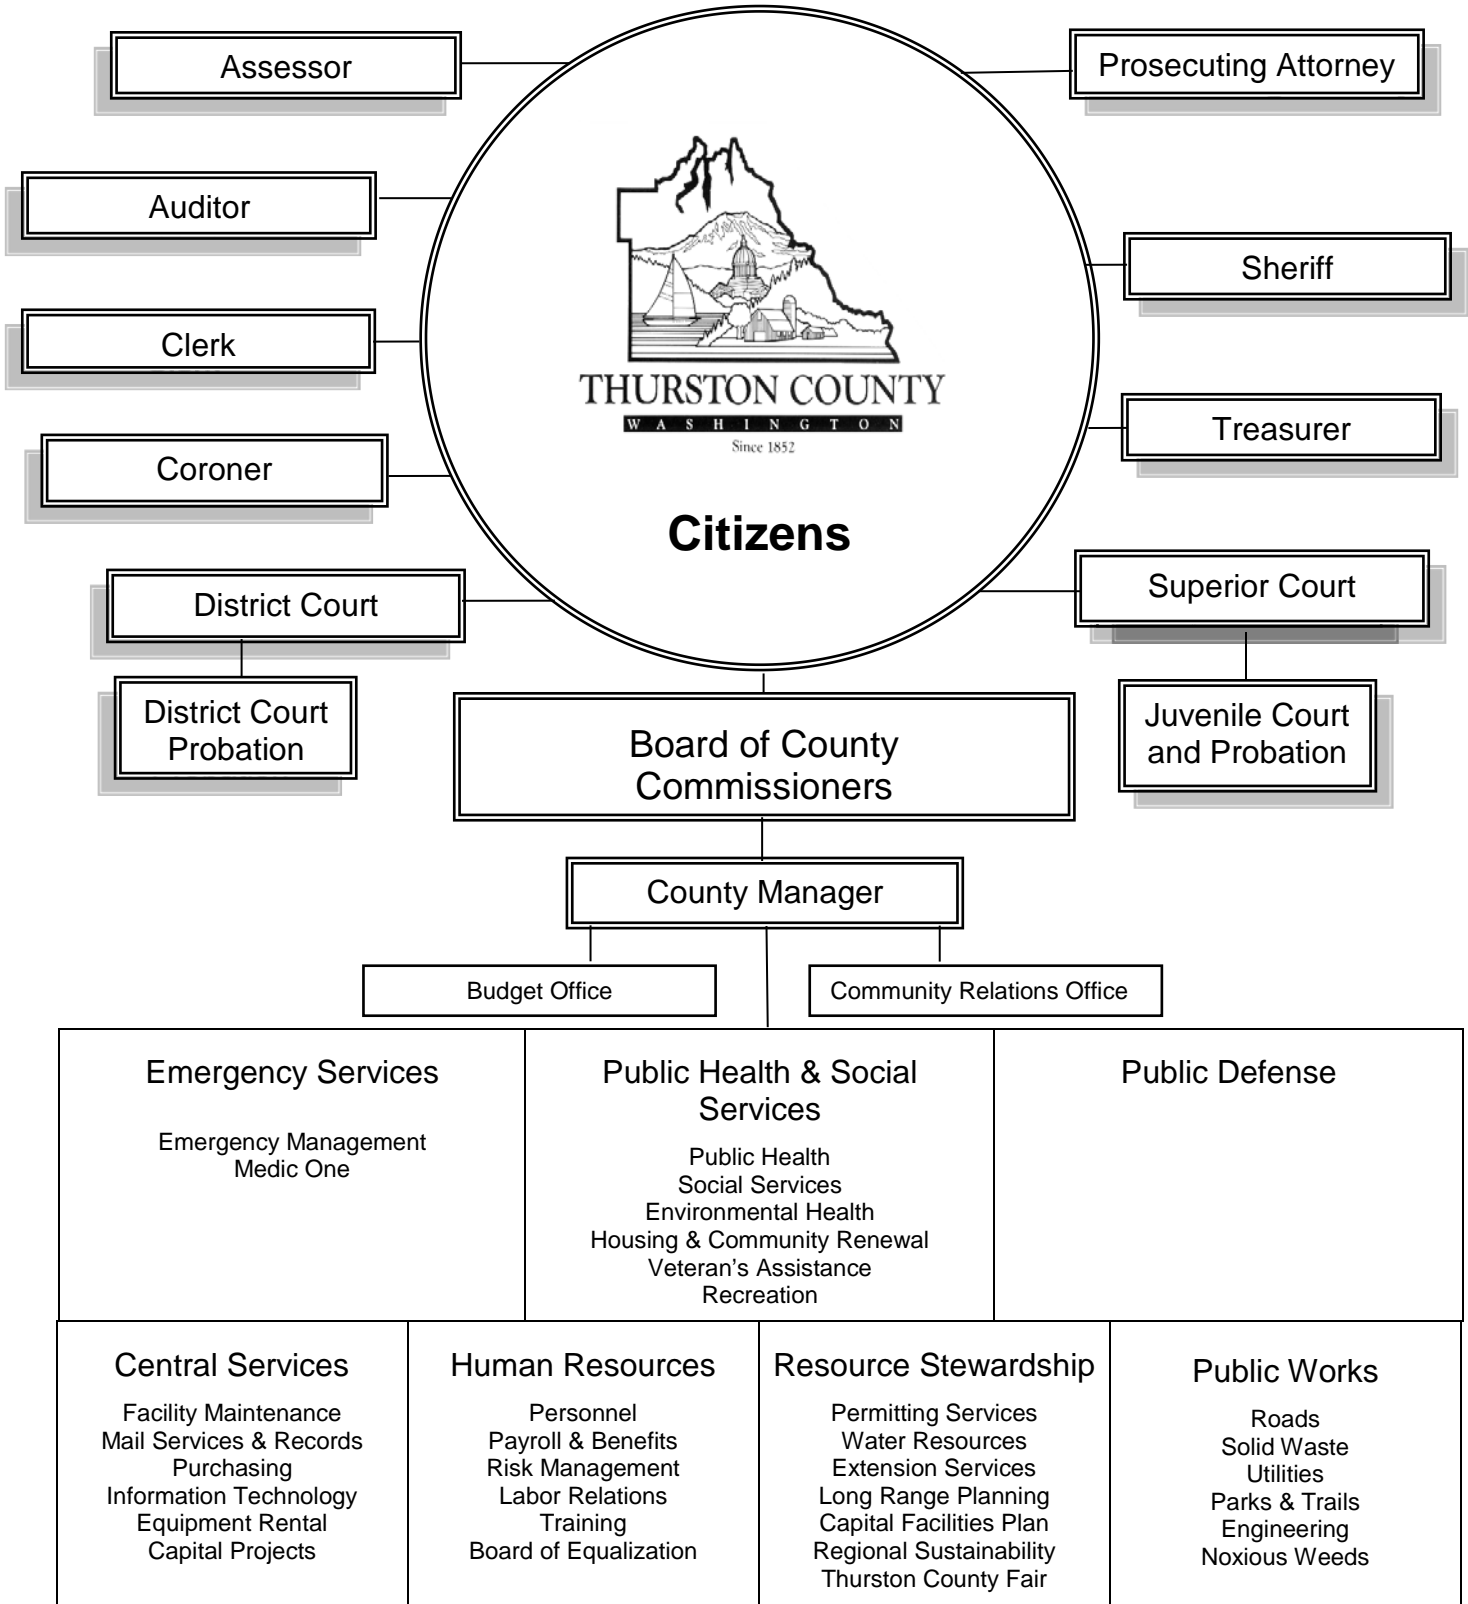 Assessor
Prosecuting Attorney
Auditor
Sheriff
Clerk
Treasurer
Coroner
THURSTON COUNTY
WASHINGTON
Since 1852
Citizens
District Court
Superior Court
District Court
Probation
Juvenile Court
and Probation
Board of County
Commissioners
County Manager
Budget Office
Community Relations Office
Emergency Services
Emergency Management
Medic One
Public Health & Social
Services
Public Health
Social Services
Environmental Health
Housing & Community Renewal
Veteran’s Assistance
Recreation
Public Defense
Central Services
Facility Maintenance
Mail Services & Records
Purchasing
Information Technology
Equipment Rental
Capital Projects
Human Resources
Personnel
Payroll & Benefits
Risk Management
Labor Relations
Training
Board of Equalization
Resource Stewardship
Permitting Services
Water Resources
Extension Services
Long Range Planning
Capital Facilities Plan
Regional Sustainability
Thurston County Fair
Public Works
Roads
Solid Waste
Utilities
Parks & Trails
Engineering
Noxious Weeds